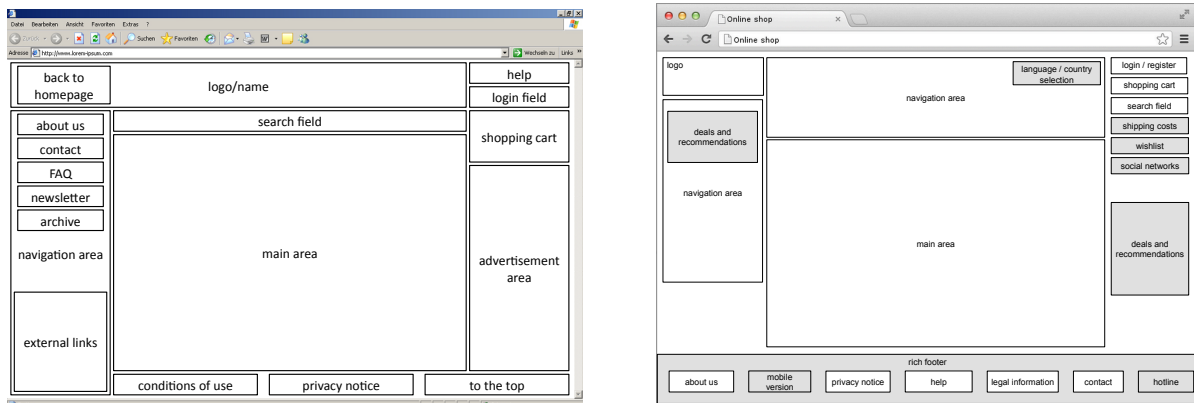 Datei Bearbeiten Ansicht Favoriten Extras ?
Zurück Suchen Favoriten
Adresse http://www.lorem-ipsum.com Wechseln zu Links »
back to
homepage
logo/name
help
login field
about us
search field
shopping cart
contact
FAQ
newsletter
archive
navigation area
main area
advertisement
area
external links
conditions of use
privacy notice
to the top
Online shop
Online shop
logo
language / country
selection
navigation area
login / register
shopping cart
search field
shipping costs
wishlist
social networks
deals and
recommendations
navigation area
main area
deals and
recommendations
rich footer
about us
mobile
version
privacy notice
help
legal information
contact
hotline